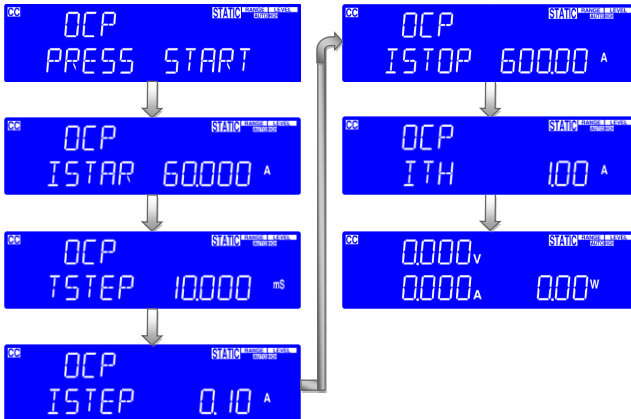 CC OCP STATIC RANGE LEVEL
AUTO HIGH
PRESS START
CC OCP STATIC RANGE LEVEL
AUTO HIGH
ISTAR 60.000 A
CC OCP STATIC RANGE LEVEL
AUTO HIGH
TSTEP 10.000 mS
CC OCP STATIC RANGE LEVEL
AUTO HIGH
ISTEP 0.10 A
CC OCP STATIC RANGE LEVEL
AUTO HIGH
ISTOP 600.00 A
CC OCP STATIC RANGE LEVEL
AUTO HIGH
ITH 1.00 A
CC 0.000 V STATIC RANGE LEVEL
AUTO HIGH
0.000 A 0.00 W